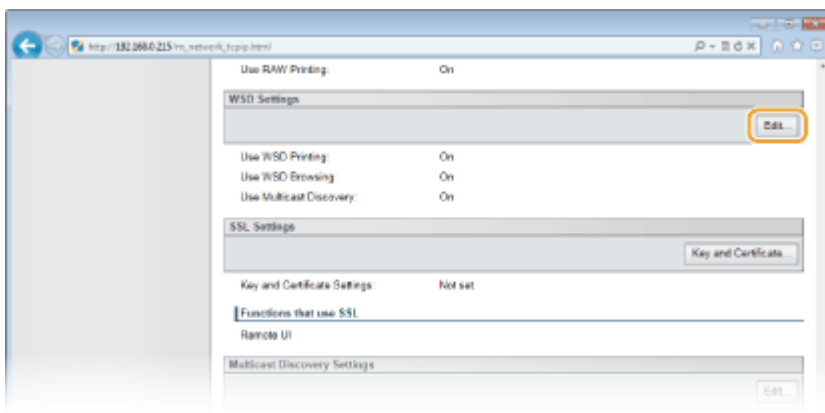 http://192.168.0.215/m_network_tcpip.html
Use RAW Printing: On
WSD Settings
Edit...
Use WSD Printing: On
Use WSD Browsing: On
Use Multicast Discovery: On
SSL Settings
Key and Certificate...
Key and Certificate Settings: Not set
Functions that use SSL
Remote UI
Multicast Discovery Settings
Edit...